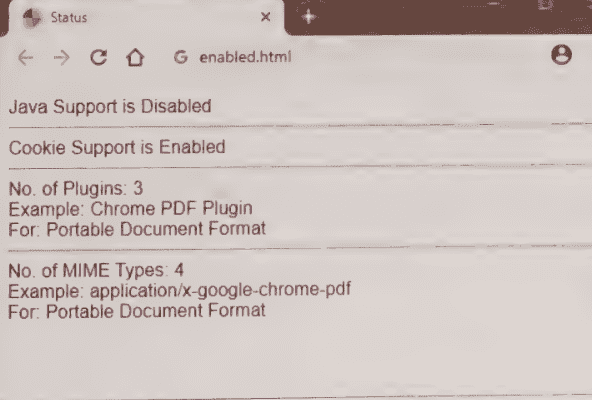 Status
enabled.html
Java Support is Disabled
Cookie Support is Enabled
No. of Plugins: 3
Example: Chrome PDF Plugin
For: Portable Document Format
No. of MIME Types: 4
Example: application/x-google-chrome-pdf
For: Portable Document Format